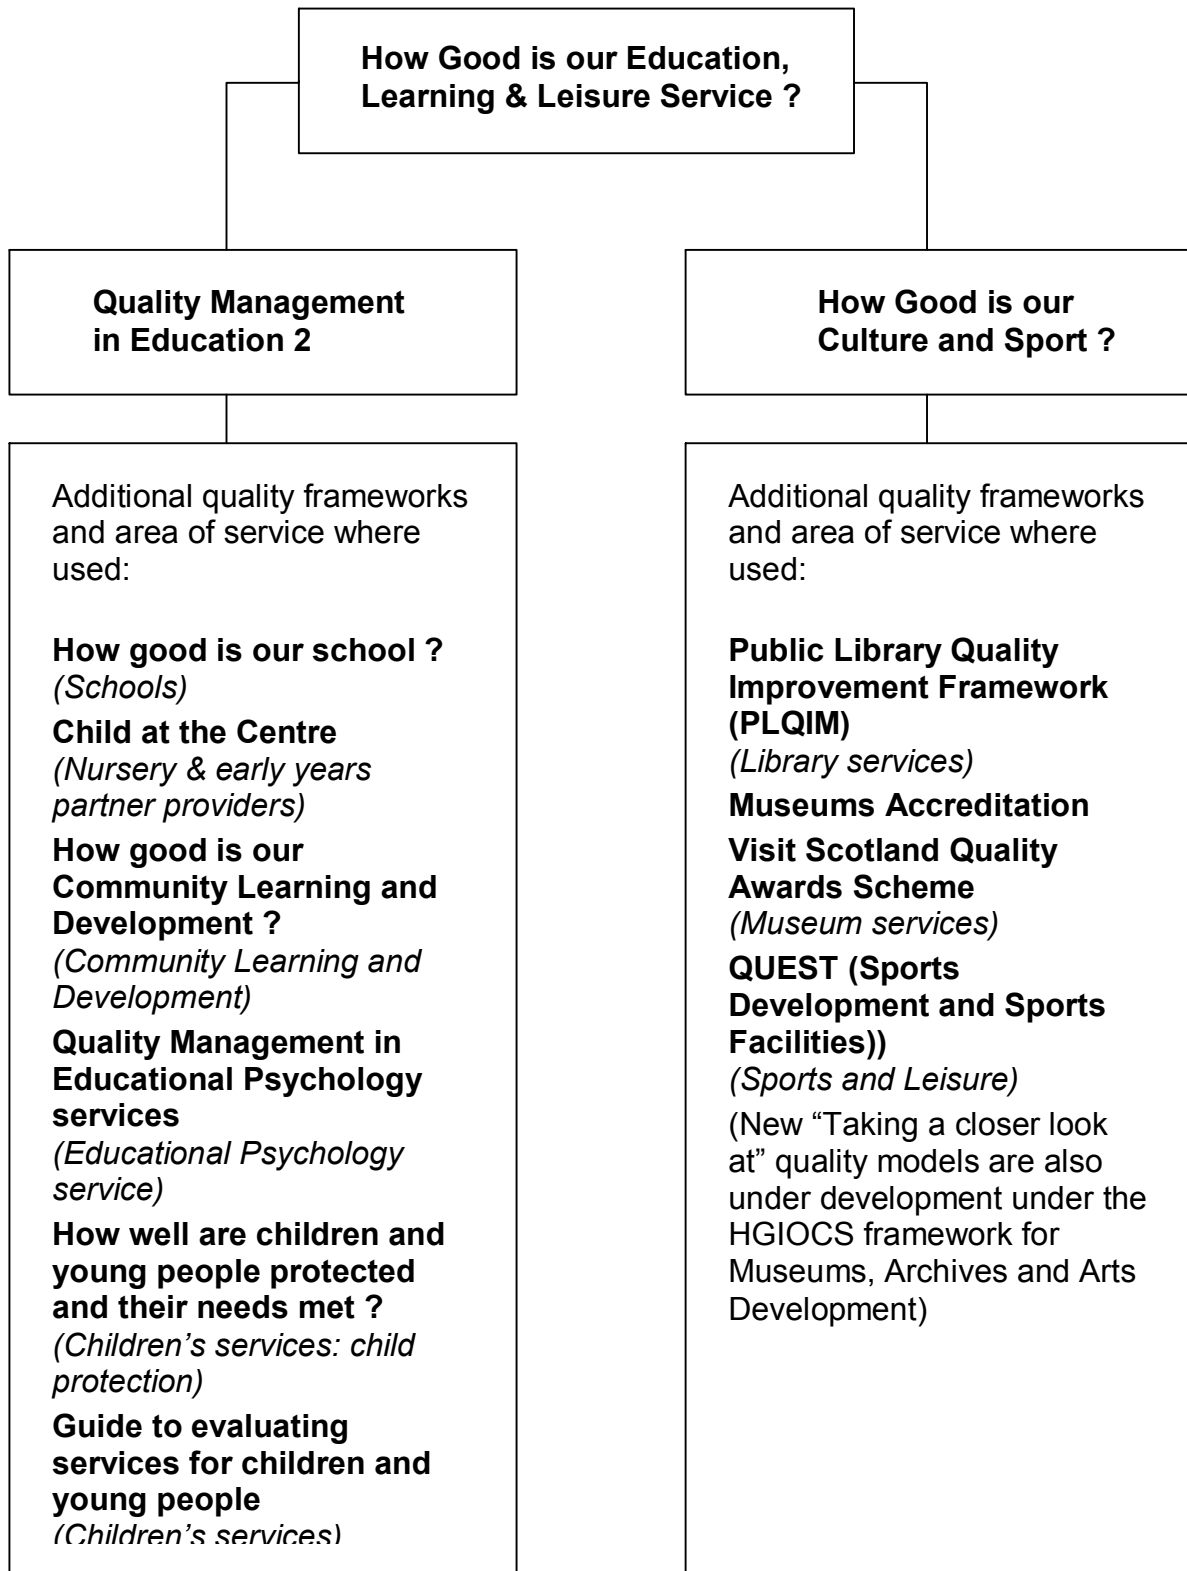 How Good is our Education,
Learning & Leisure Service ?
Quality Management
in Education 2
How Good is our
Culture and Sport ?
Additional quality frameworks
and area of service where
used:
How good is our school ?
(Schools)
Child at the Centre
(Nursery & early years
partner providers)
How good is our
Community Learning and
Development ?
(Community Learning and
Development)
Quality Management in
Educational Psychology
services
(Educational Psychology
service)
How well are children and
young people protected
and their needs met ?
(Children’s services: child
protection)
Guide to evaluating
services for children and
young people
(Children’s services)
Additional quality frameworks
and area of service where
used:
Public Library Quality
Improvement Framework
(PLQIM)
(Library services)
Museums Accreditation
Visit Scotland Quality
Awards Scheme
(Museum services)
QUEST (Sports
Development and Sports
Facilities))
(Sports and Leisure)
(New “Taking a closer look
at” quality models are also
under development under the
HGIOCS framework for
Museums, Archives and Arts
Development)